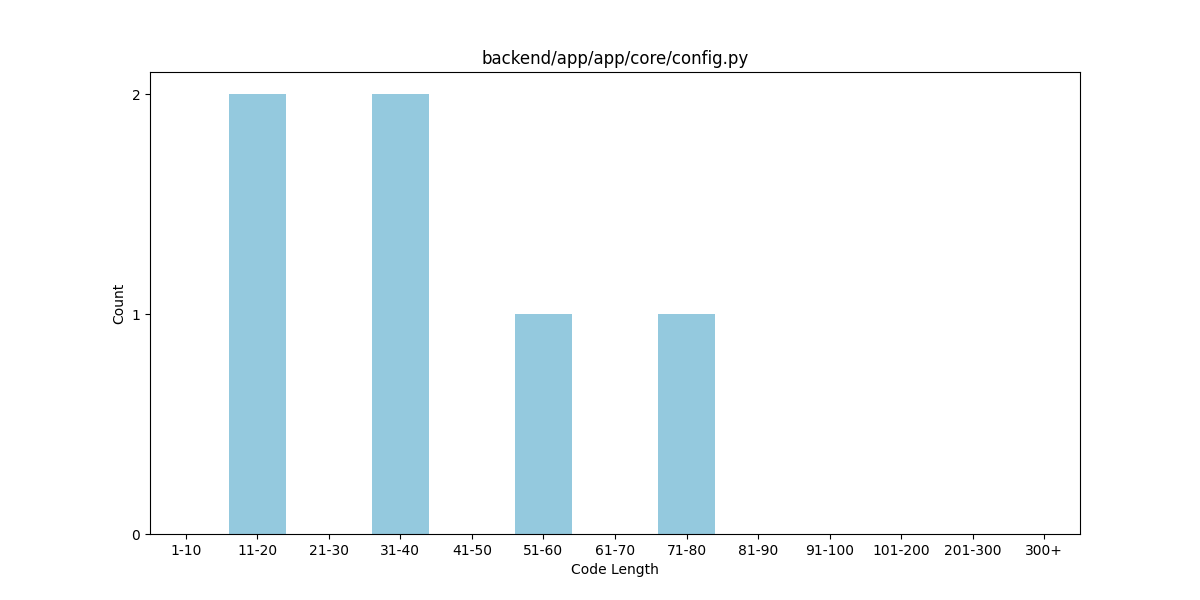 backend/app/app/core/config.py
2
1
0
Count
1-10 11-20 21-30 31-40 41-50 51-60 61-70 71-80 81-90 91-100 101-200 201-300 300+
Code Length